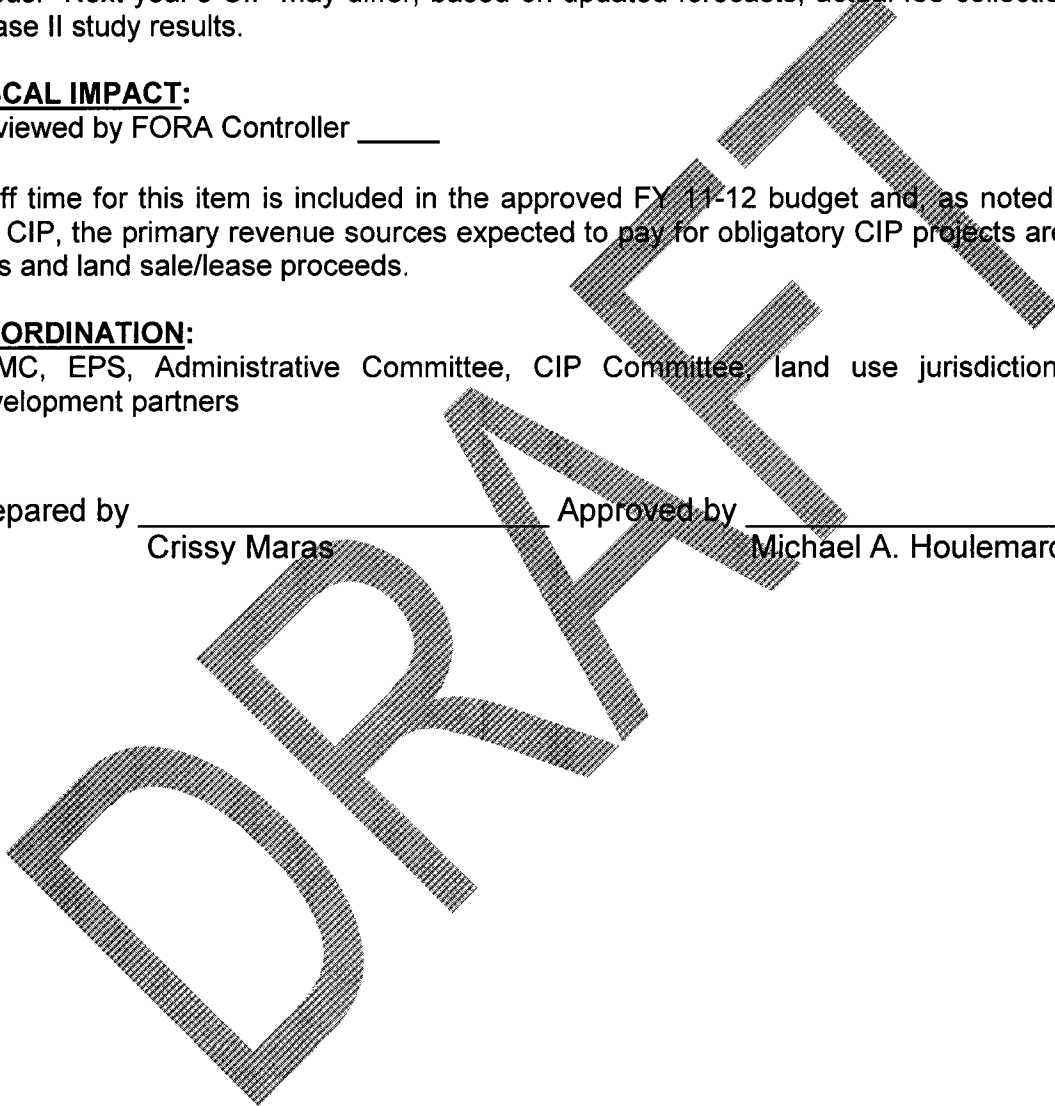 Next year's CIP may differ, based on updated forecasts, actual fee
ase II study results.
SCAL IMPACT:
viewed by FORA Controller _____
ff time for this item is included in the approved FY 11-12 budget and, as noted
CIP, the primary revenue sources expected to pay for obligatory CIP projects are
s and land sale/lease proceeds.
ORDINATION:
MC, EPS, Administrative Committee, CIP Committee, land use jurisdiction
velopment partners
epared by ______________________ Approved by ________________
Crissy Maras Michael A. Houlemard
DRAFT